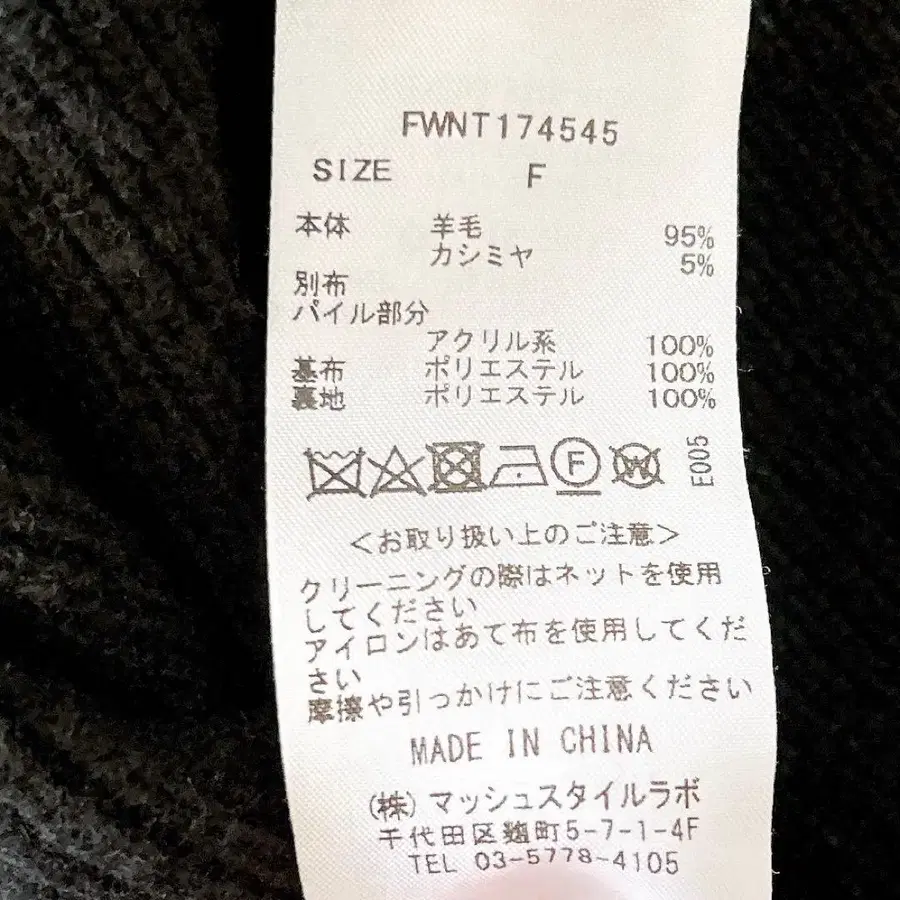 FWNT174545
SIZE F
本体 羊毛 95%
カシミヤ 5%
別布
パイル部分
アクリル系 100%
基布 ポリエステル 100%
裏地 ポリエステル 100%
F W E005
<お取り扱い上のご注意>
クリーニングの際はネットを使用
してください
アイロンはあて布を使用してくだ
さい
摩擦や引っかけにご注意ください
MADE IN CHINA
(株)マッシュスタイルラボ
千代田区麹町5-7-1-4F
TEL 03-5778-4105